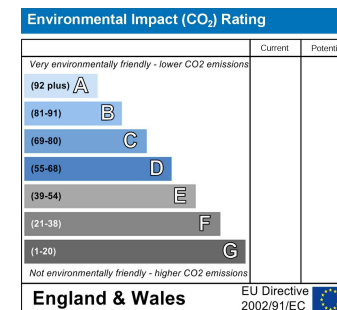 Environmental Impact (CO₂) Rating
Current Potenti
Very environmentally friendly - lower CO2 emissions
(92 plus) A
(81-91) B
(69-80) C
(55-68) D
(39-54) E
(21-38) F
(1-20) G
Not environmentally friendly - higher CO2 emissions
England & Wales
EU Directive
2002/91/EC